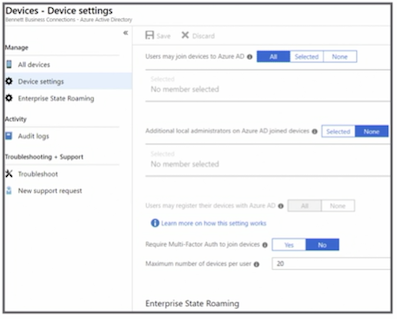 Devices - Device settings
Bennett Business Connections - Azure Active Directory
«
Save Discard
Manage
All devices
Device settings
Enterprise State Roaming
Activity
Audit logs
Troubleshooting + Support
Troubleshoot
New support request
Users may join devices to Azure AD All Selected None
Selected
No member selected
Additional local administrators on Azure AD joined devices Selected None
Selected
No member selected
Users may register their devices with Azure AD All None
Learn more on how this setting works
Require Multi-Factor Auth to join devices Yes No
Maximum number of devices per user 20
Enterprise State Roaming